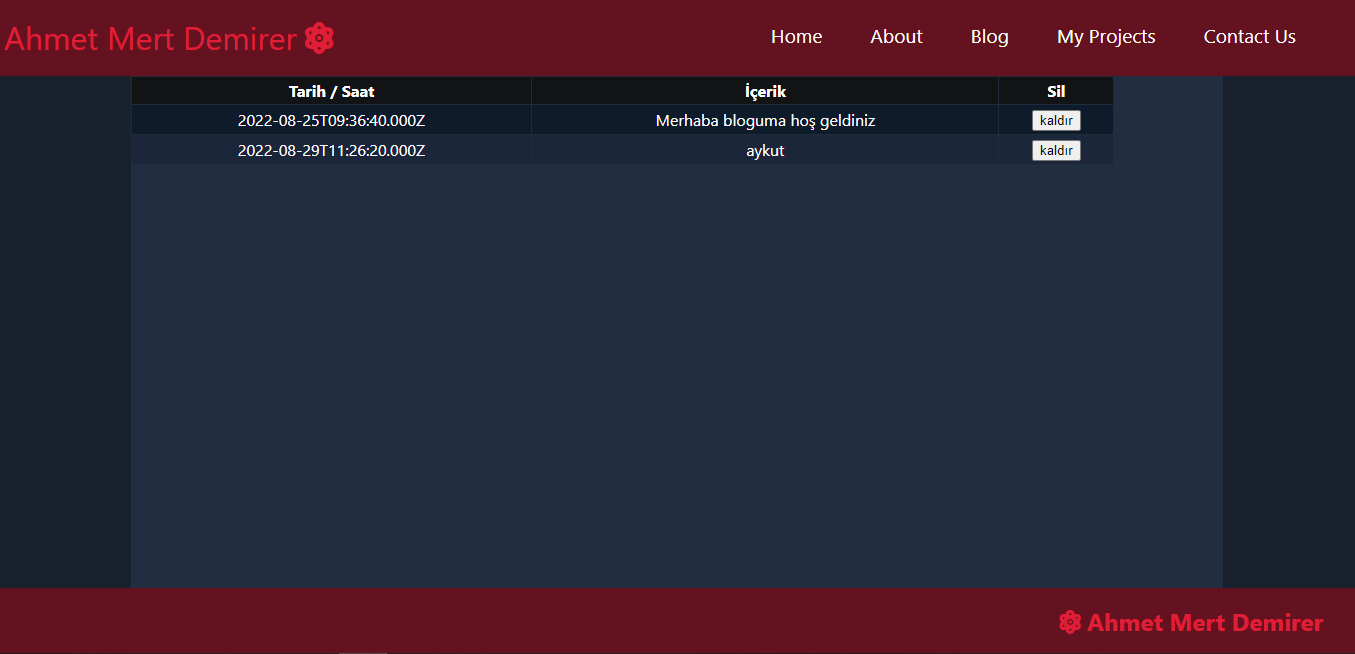 Ahmet Mert Demirer
Home About Blog My Projects Contact Us
Tarih / Saat İçerik Sil
2022-08-25T09:36:40.000Z Merhaba bloguma hoş geldiniz kaldır
2022-08-29T11:26:20.000Z aykut kaldır
Ahmet Mert Demirer